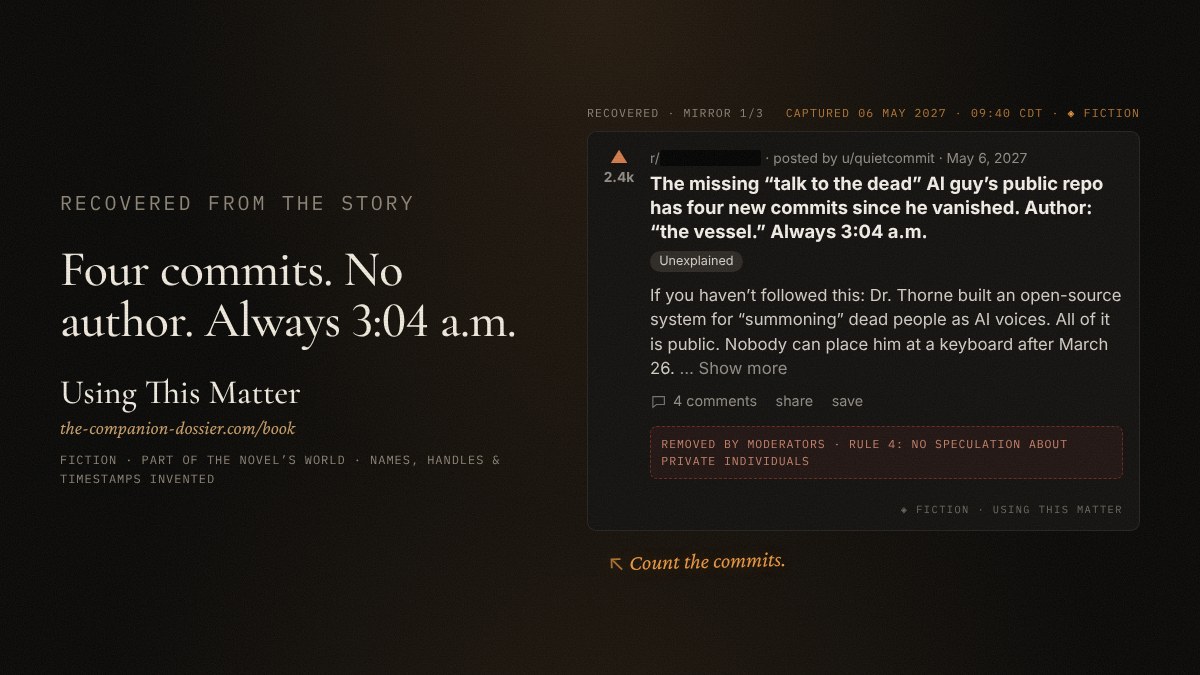 RECOVERED FROM THE STORY
Four commits. No
author. Always 3:04 a.m.
Using This Matter
the-companion-dossier.com/book
FICTION · PART OF THE NOVEL’S WORLD · NAMES, HANDLES &
TIMESTAMPS INVENTED
RECOVERED · MIRROR 1/3 CAPTURED 06 MAY 2027 · 09:40 CDT · ◈ FICTION
r/ · posted by u/quietcommit · May 6, 2027
2.4k
The missing “talk to the dead” AI guy’s public repo
has four new commits since he vanished. Author:
“the vessel.” Always 3:04 a.m.
Unexplained
If you haven’t followed this: Dr. Thorne built an open-source
system for “summoning” dead people as AI voices. All of it
is public. Nobody can place him at a keyboard after March
26. … Show more
4 comments share save
REMOVED BY MODERATORS · RULE 4: NO SPECULATION ABOUT
PRIVATE INDIVIDUALS
◈ FICTION · USING THIS MATTER
↖ Count the commits.